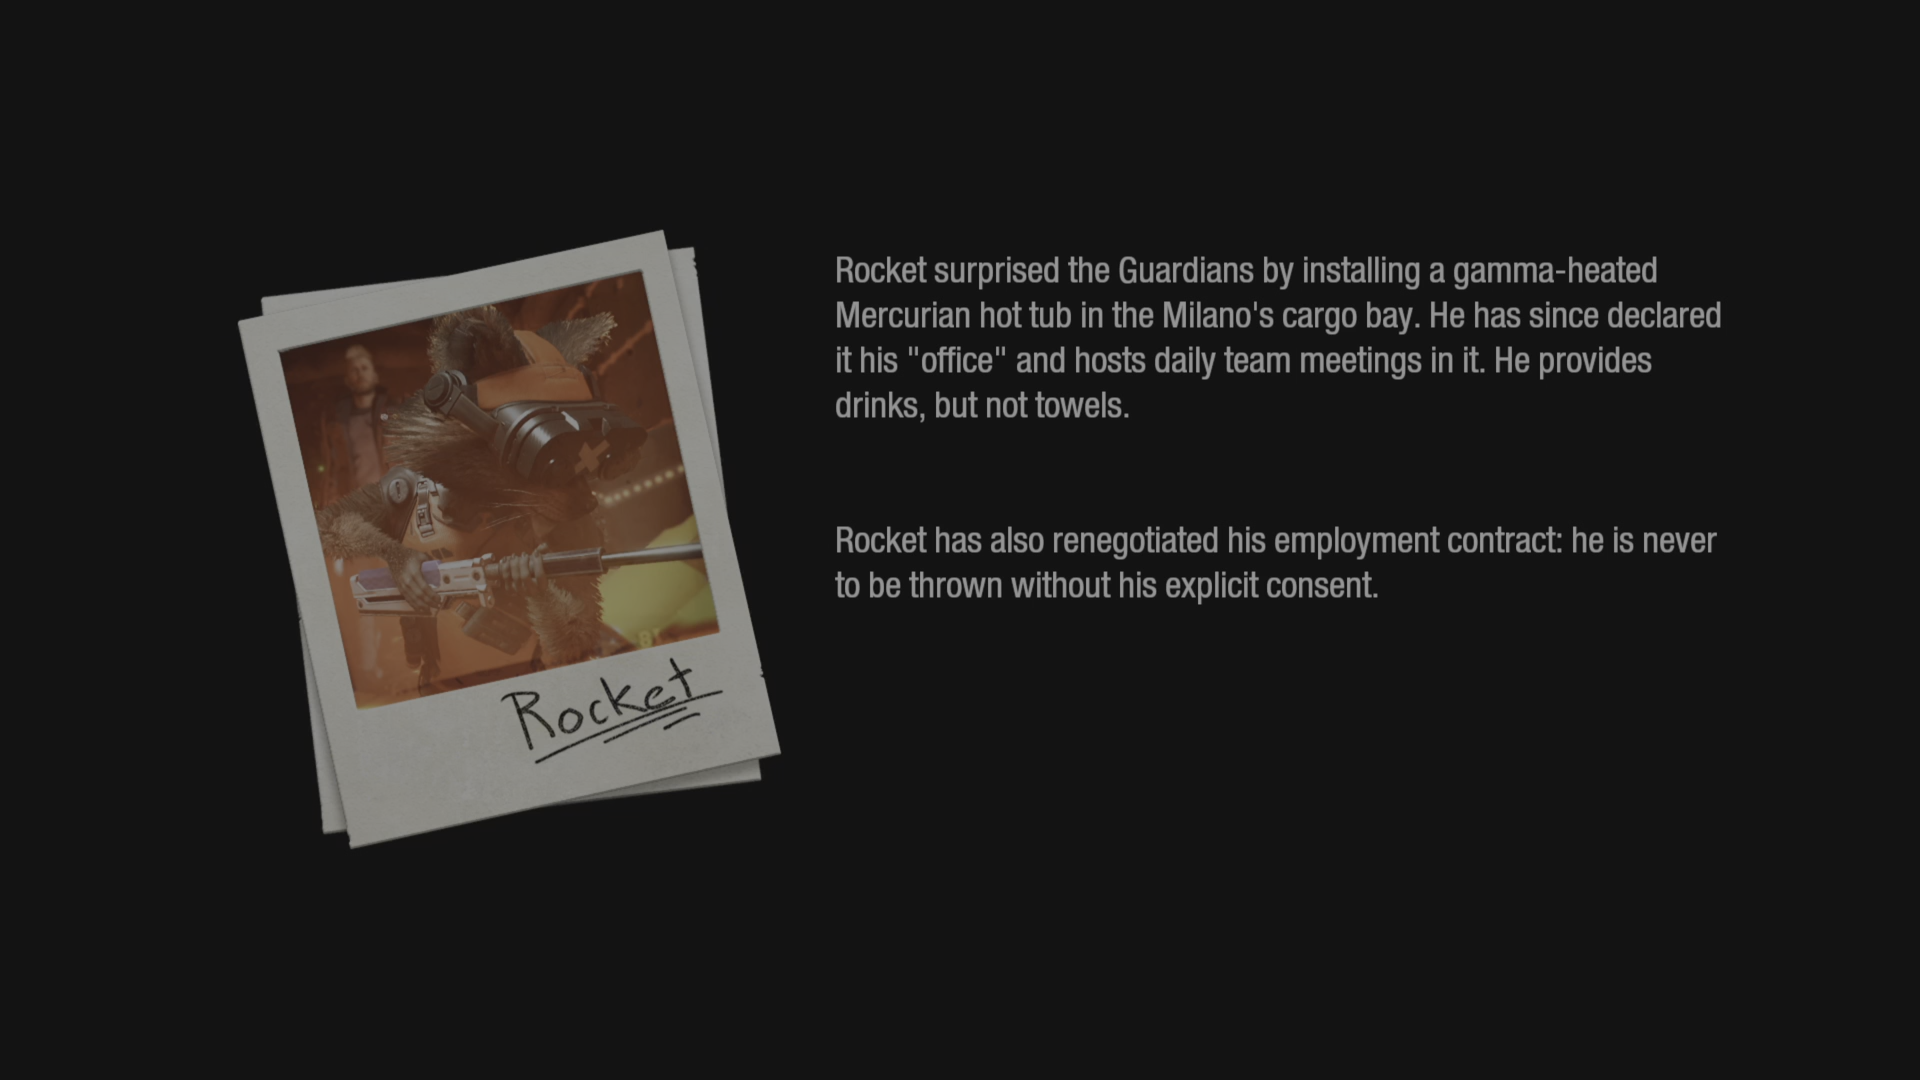 Rocket surprised the Guardians by installing a gamma-heated
Mercurian hot tub in the Milano's cargo bay. He has since declared
it his "office" and hosts daily team meetings in it. He provides
drinks, but not towels.
Rocket has also renegotiated his employment contract: he is never
to be thrown without his explicit consent.
Rocket